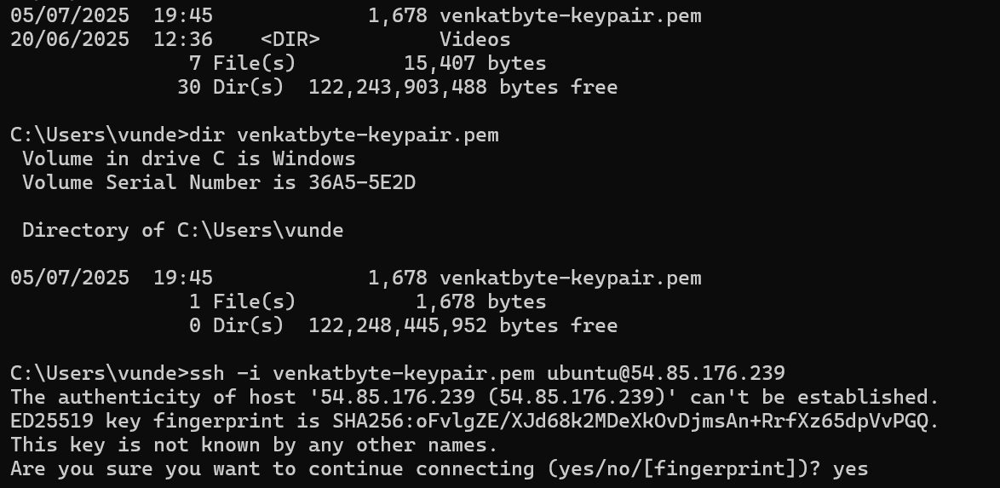 05/07/2025  19:45             1,678 venkatbyte-keypair.pem
20/06/2025  12:36    <DIR>          Videos
               7 File(s)         15,407 bytes
              30 Dir(s)  122,243,903,488 bytes free

C:\Users\vunde>dir venkatbyte-keypair.pem
 Volume in drive C is Windows
 Volume Serial Number is 36A5-5E2D

 Directory of C:\Users\vunde

05/07/2025  19:45             1,678 venkatbyte-keypair.pem
               1 File(s)          1,678 bytes
               0 Dir(s)  122,248,445,952 bytes free

C:\Users\vunde>ssh -i venkatbyte-keypair.pem ubuntu@54.85.176.239
The authenticity of host '54.85.176.239 (54.85.176.239)' can't be established.
ED25519 key fingerprint is SHA256:oFvlgZE/XJd68k2MDeXkOvDjmsAn+RrfXz65dpVvPGQ.
This key is not known by any other names.
Are you sure you want to continue connecting (yes/no/[fingerprint])? yes